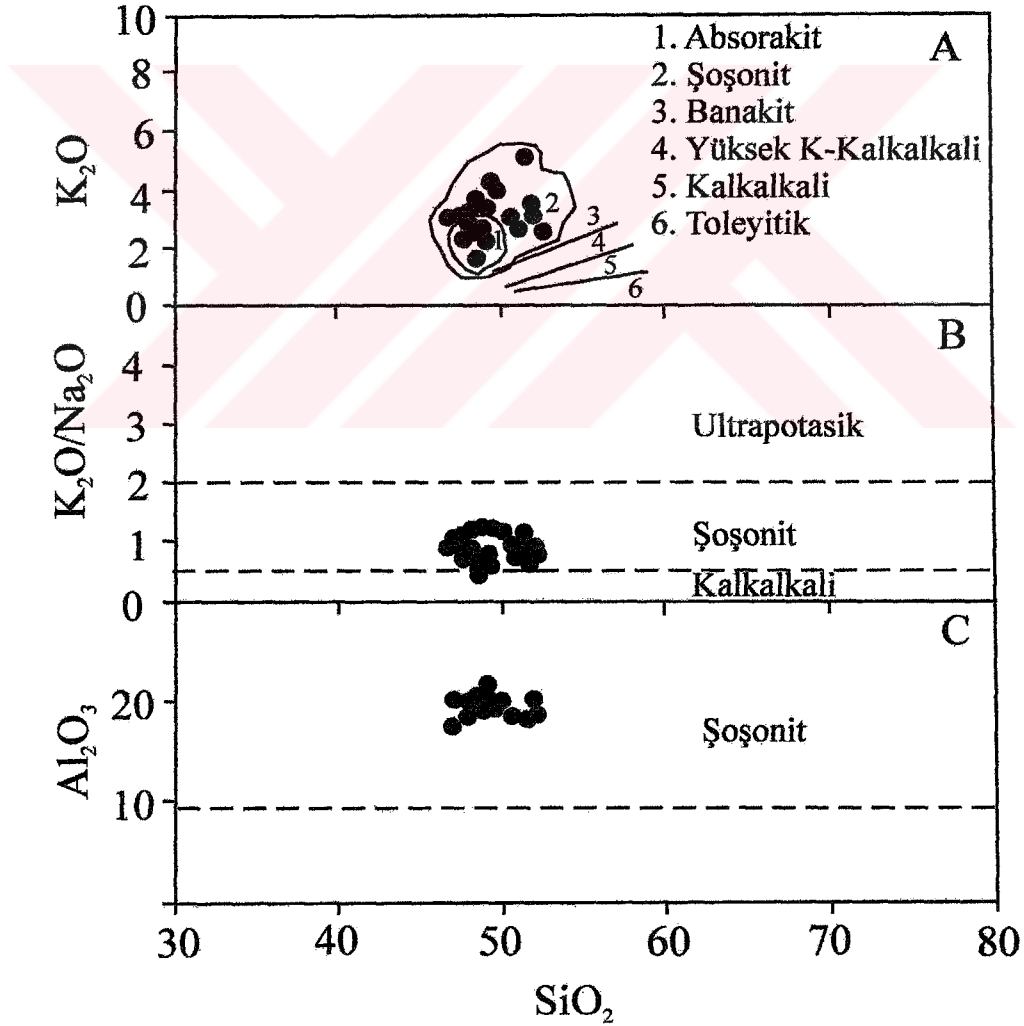 10
8
6
4
2
0
K₂O
A
1. Absorakit
2. Şoşonit
3. Banakit
4. Yüksek K-Kalkalkali
5. Kalkalkali
6. Toleyitik
1
2
3
4
5
6
4
3
2
1
0
K₂O/Na₂O
B
Ultrapotasik
Şoşonit
Kalkalkali
20
10
Al₂O₃
C
Şoşonit
30 40 50 60 70 80
SiO₂